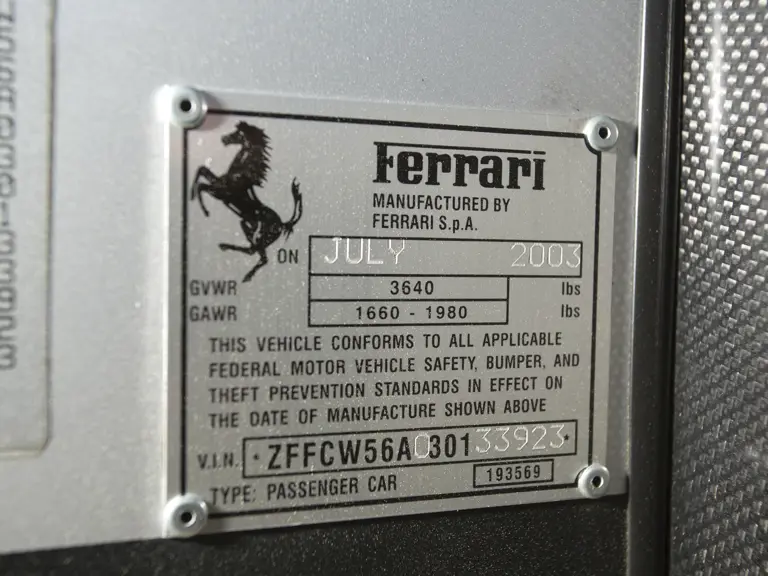 Ferrari
MANUFACTURED BY
FERRARI S.p.A.
ON JULY 2003
GVWR 3640 lbs
GAWR 1660 - 1980 lbs
THIS VEHICLE CONFORMS TO ALL APPLICABLE
FEDERAL MOTOR VEHICLE SAFETY, BUMPER, AND
THEFT PREVENTION STANDARDS IN EFFECT ON
THE DATE OF MANUFACTURE SHOWN ABOVE
V.I.N. * ZFFCW56A030133923 *
TYPE: PASSENGER CAR 193569